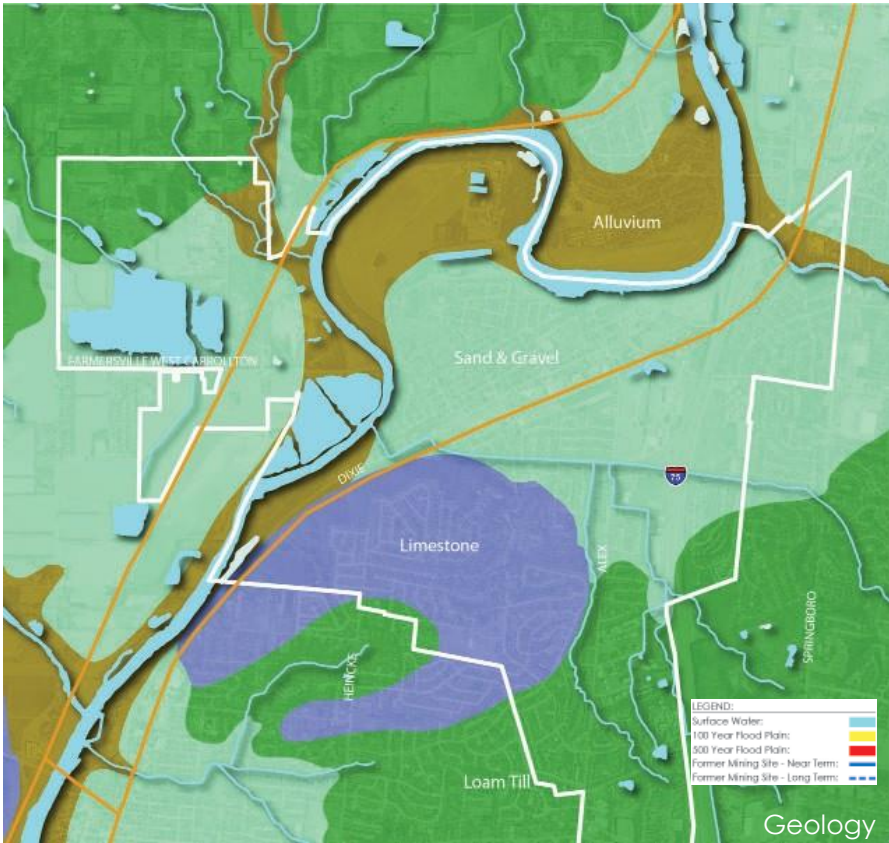 Alluvium
Sand & Gravel
FARMERSVILLE WEST CARROLLTON
DIXIE
75
Limestone
ALEX
SPRINGBORO
HEINCKE
Loam Till
LEGEND:
Surface Water:
100 Year Flood Plain:
500 Year Flood Plain:
Former Mining Site - Near Term:
Former Mining Site - Long Term:
Geology